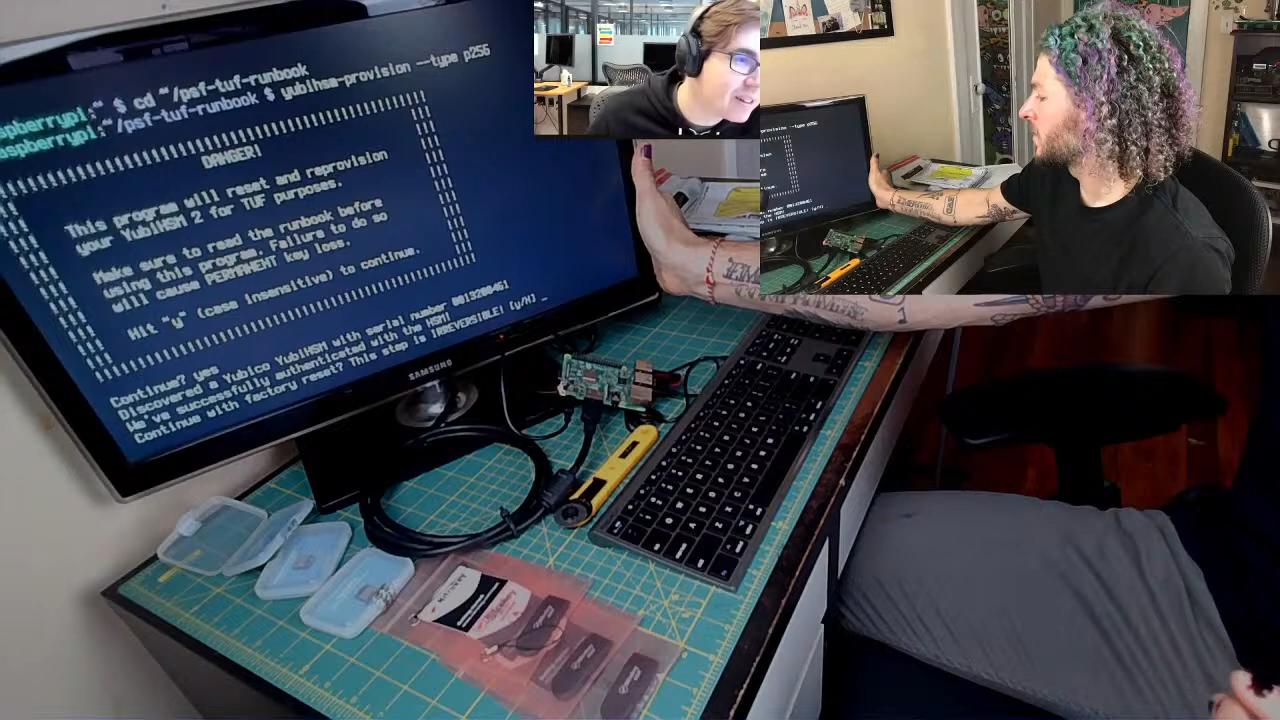 aspberrypi:~ $ cd ~/psf-tuf-runbook
aspberrypi:~/psf-tuf-runbook $ yubihsm-provision --type p256
DANGER!
This program will reset and reprovision
your YubiHSM 2 for TUF purposes.
Make sure to read the runbook before
using this program. Failure to do so
will cause PERMANENT key loss.
Hit "y" (case insensitive) to continue.
Continue? yes
Discovered a Yubico YubiHSM with serial number 0013200461
We've successfully authenticated with the HSM!
Continue with factory reset? This step is IRREVERSIBLE! [y/N] _
SAMSUNG